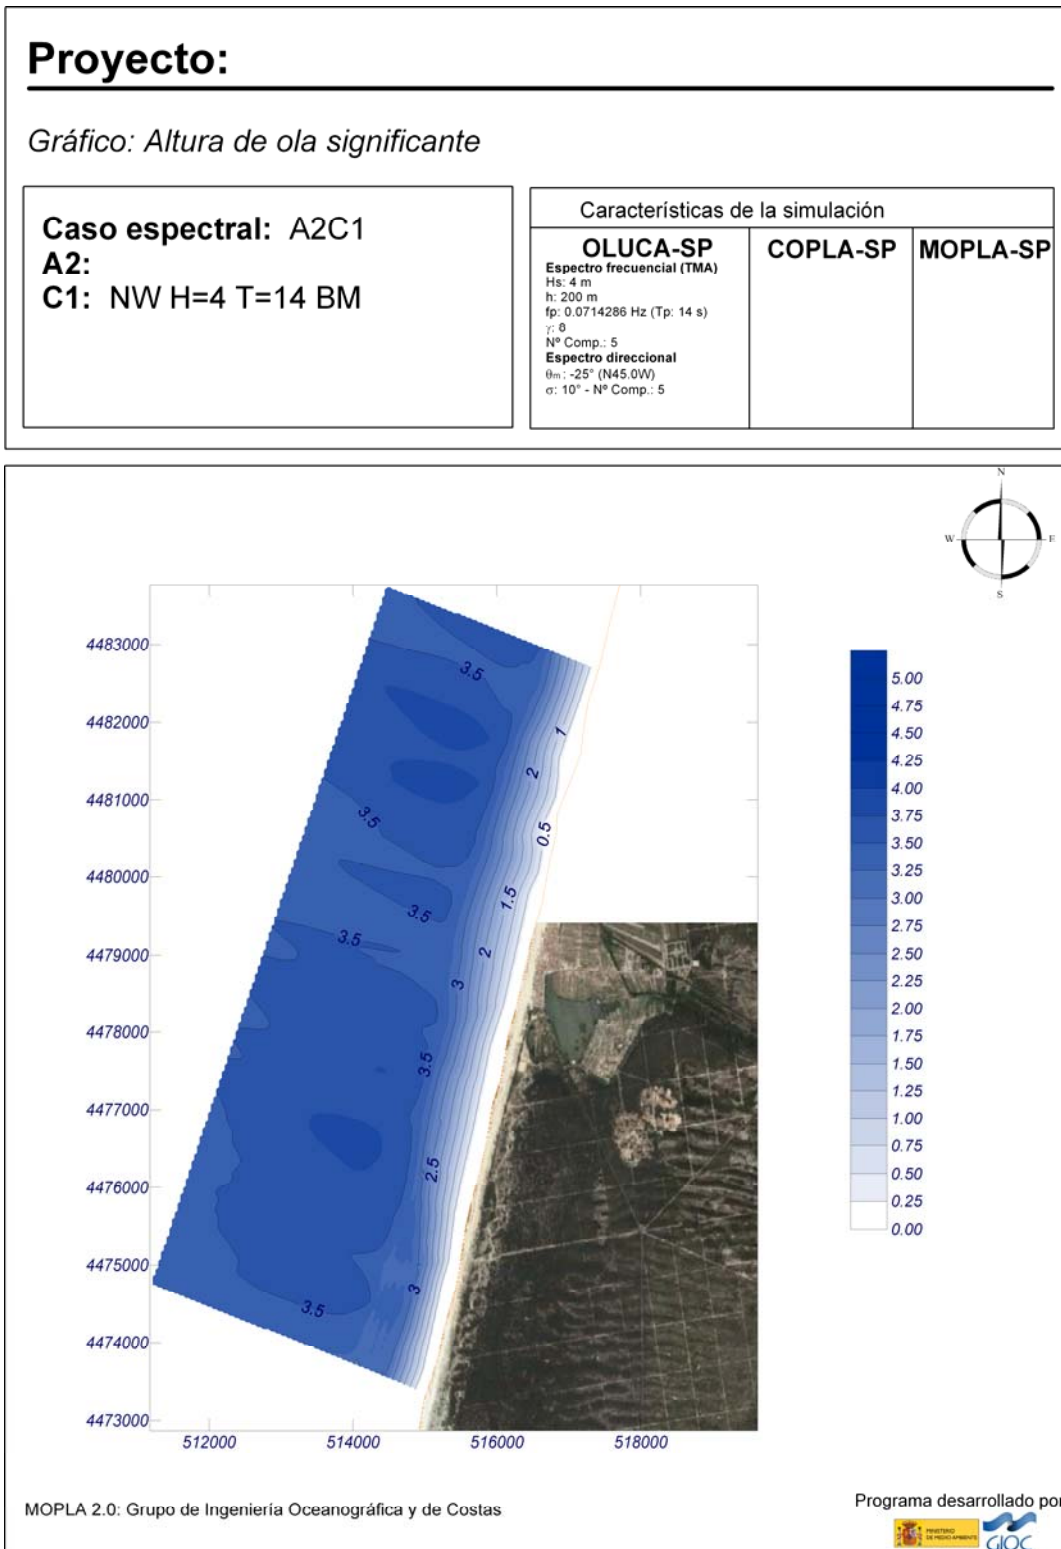 Proyecto:
Gráfico: Altura de ola significante
Caso espectral: A2C1
A2:
C1: NW H=4 T=14 BM
Características de la simulación
OLUCA-SP
Espectro frecuencial (TMA)
Hs: 4 m
h: 200 m
fp: 0.0714286 Hz (Tp: 14 s)
γ: 8
Nº Comp.: 5
Espectro direccional
θm: -25° (N45.0W)
σ: 10° - Nº Comp.: 5
COPLA-SP
MOPLA-SP
N
W
E
S
4483000
4482000
4481000
4480000
4479000
4478000
4477000
4476000
4475000
4474000
4473000
512000
514000
516000
518000
3.5
1
2
3.5
0.5
1.5
3.5
3.5
2
3
3.5
2.5
3
3.5
5.00
4.75
4.50
4.25
4.00
3.75
3.50
3.25
3.00
2.75
2.50
2.25
2.00
1.75
1.50
1.25
1.00
0.75
0.50
0.25
0.00
MOPLA 2.0: Grupo de Ingeniería Oceanográfica y de Costas
Programa desarrollado por
MINISTERIO
DE MEDIO AMBIENTE
GIOC